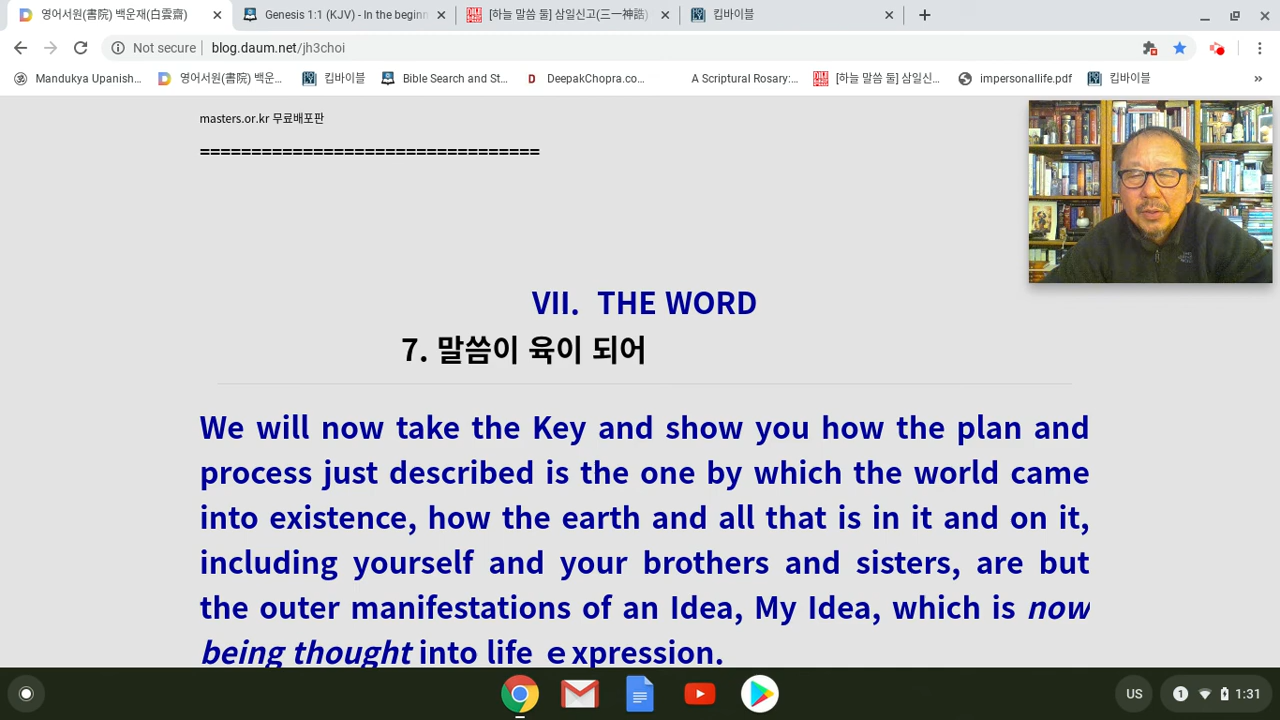 영어서원(書院) 백운재(白雲齋)
Genesis 1:1 (KJV) - In the beginn
[하늘 말씀 둘] 삼일신고(三一神誥)
킵바이블
Not secure
blog.daum.net/jh3choi
Mandukya Upanish...
영어서원(書院) 백운...
킵바이블
Bible Search and St...
DeepakChopra.co...
A Scriptural Rosary:...
[하늘 말씀 둘] 삼일신...
impersonallife.pdf
킵바이블
»
masters.or.kr 무료배포판
=================================
VII. THE WORD
7. 말씀이 육이 되어
We will now take the Key and show you how the plan and
process just described is the one by which the world came
into existence, how the earth and all that is in it and on it,
including yourself and your brothers and sisters, are but
the outer manifestations of an Idea, My Idea, which is now
being thought into life ｅxpression.
US
1
1:31